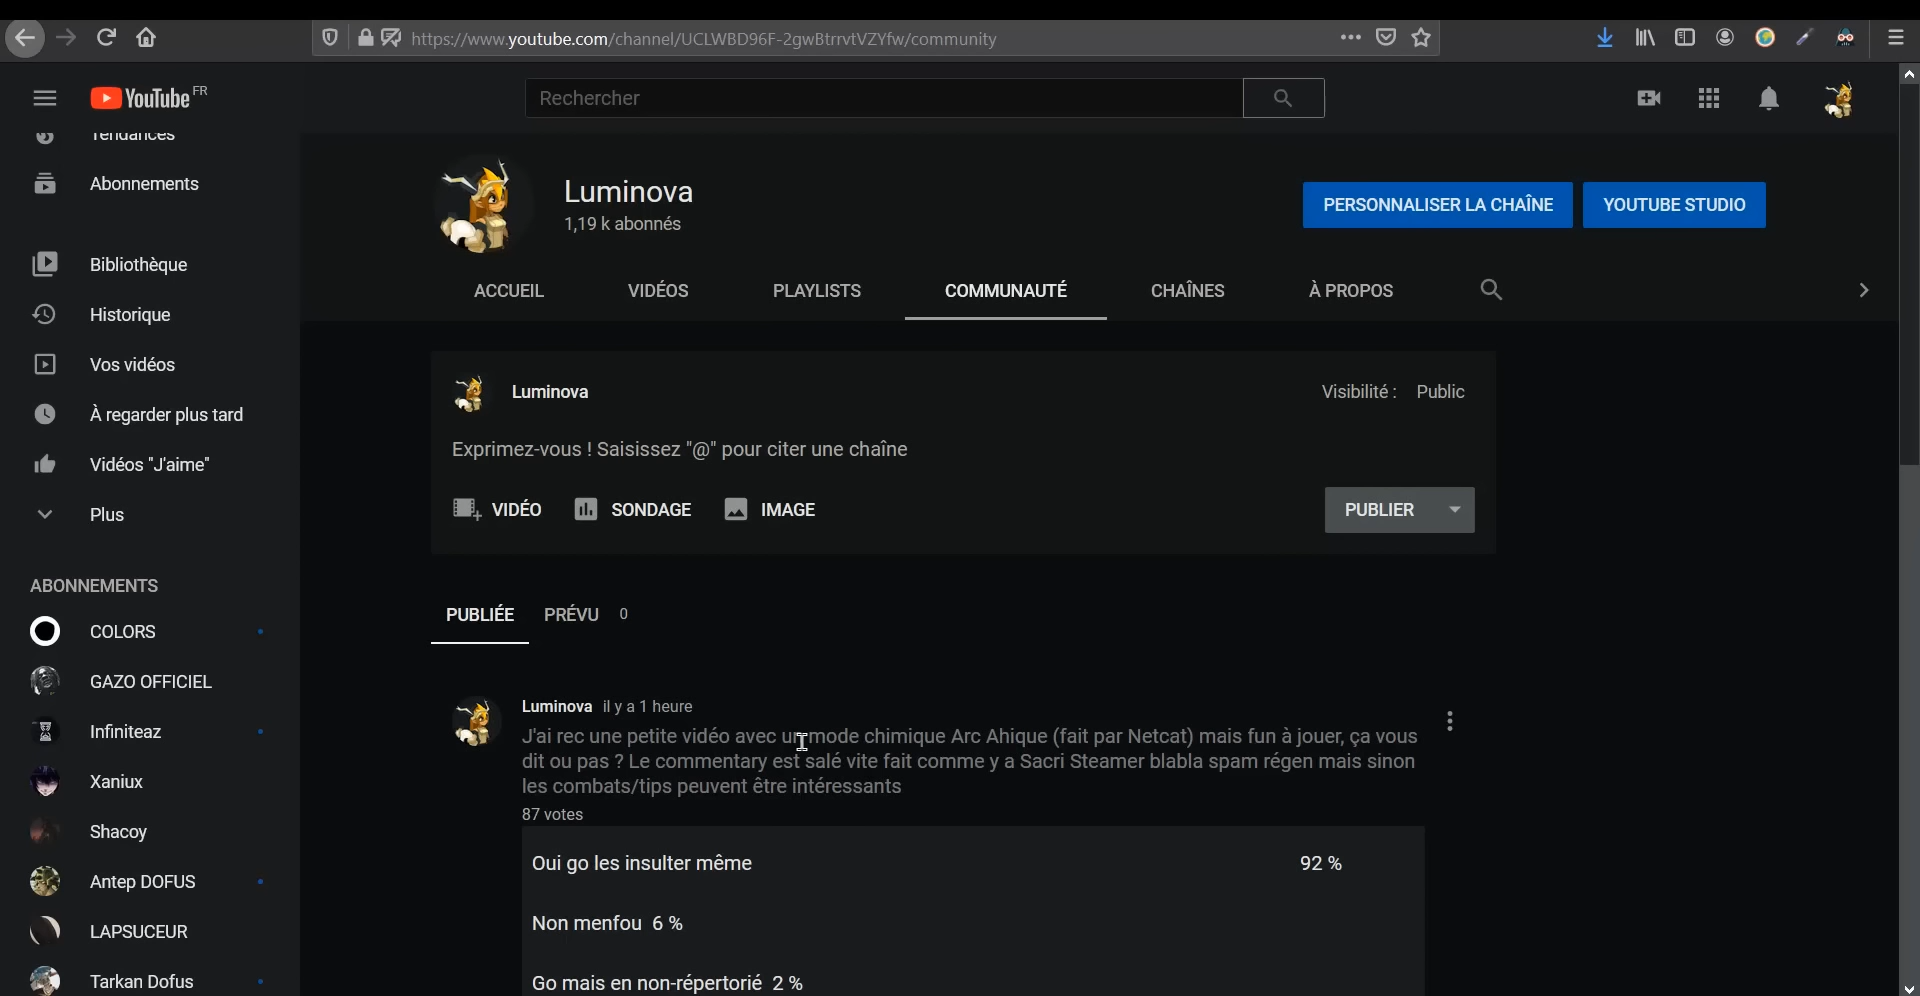 https://www.youtube.com/channel/UCLWBD96F-2gwBtrrvtVZYfw/community
YouTube FR
Rechercher
Tendances
Abonnements
Bibliothèque
Historique
Vos vidéos
À regarder plus tard
Vidéos "J'aime"
Plus
ABONNEMENTS
COLORS
GAZO OFFICIEL
Infiniteaz
Xaniux
Shacoy
Antep DOFUS
LAPSUCEUR
Tarkan Dofus
Luminova
1,19 k abonnés
PERSONNALISER LA CHAÎNE
YOUTUBE STUDIO
ACCUEIL
VIDÉOS
PLAYLISTS
COMMUNAUTÉ
CHAÎNES
À PROPOS
Luminova
Visibilité : Public
Exprimez-vous ! Saisissez "@" pour citer une chaîne
VIDÉO
SONDAGE
IMAGE
PUBLIER
PUBLIÉE
PRÉVU 0
Luminova il y a 1 heure
J'ai rec une petite vidéo avec un mode chimique Arc Ahique (fait par Netcat) mais fun à jouer, ça vous
dit ou pas ? Le commentary est salé vite fait comme y a Sacri Steamer blabla spam régen mais sinon
les combats/tips peuvent être intéressants
87 votes
Oui go les insulter même 92 %
Non menfou 6 %
Go mais en non-répertorié 2 %